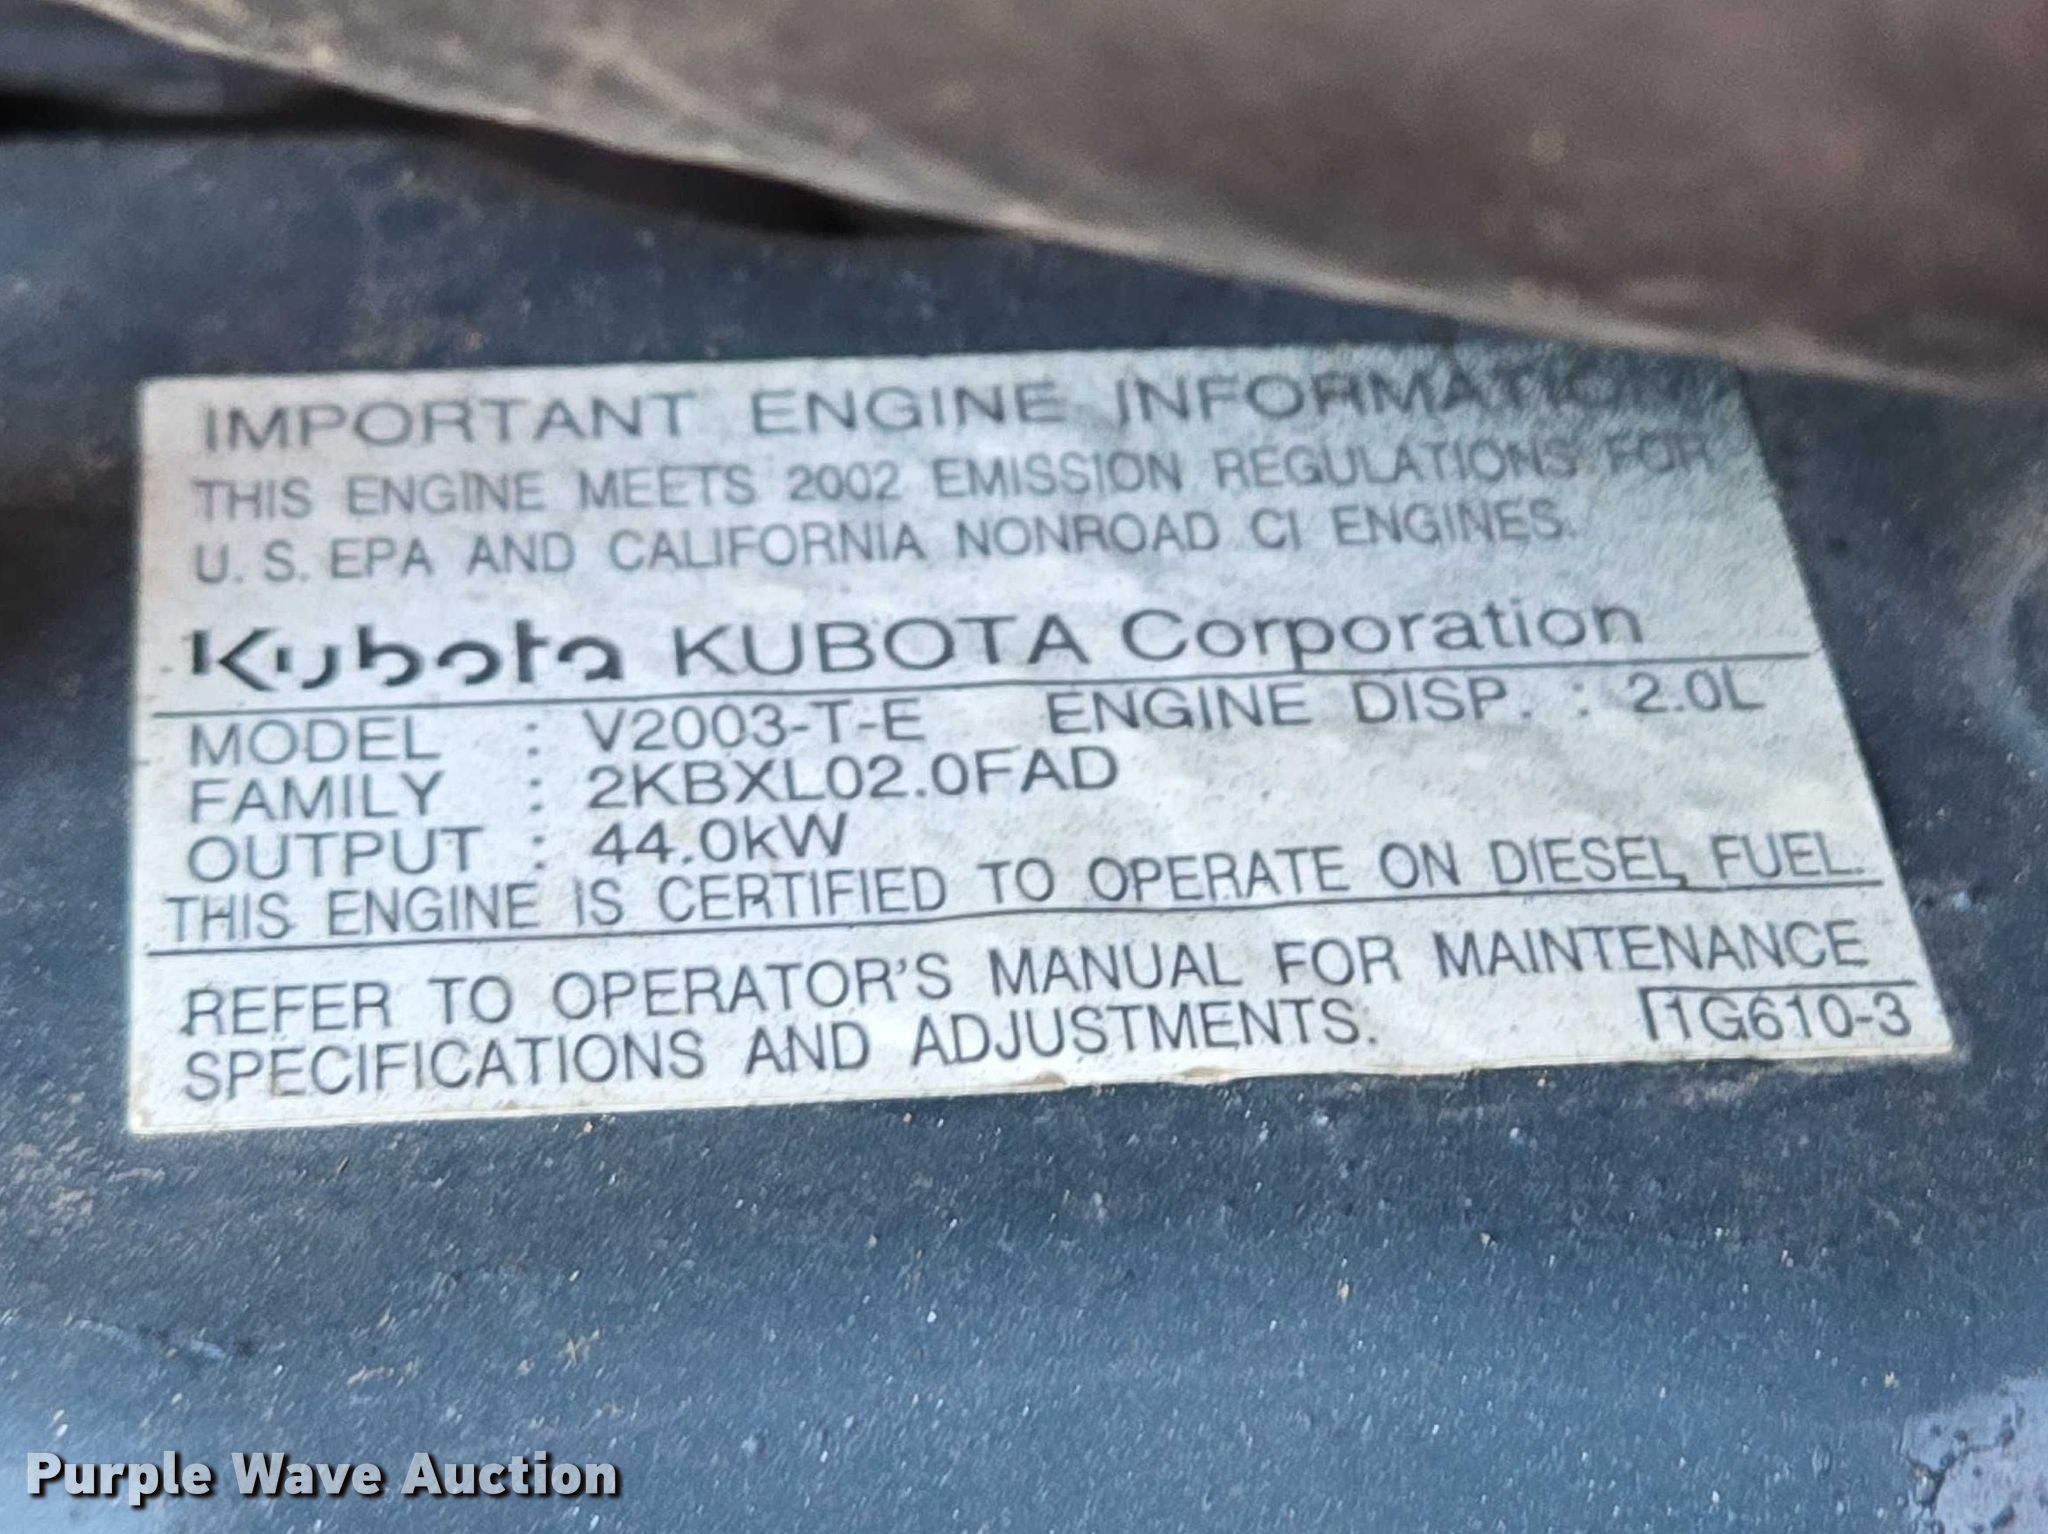 IMPORTANT ENGINE INFORMATION
THIS ENGINE MEETS 2002 EMISSION REGULATIONS FOR
U. S. EPA AND CALIFORNIA NONROAD CI ENGINES.
Kubota KUBOTA Corporation
MODEL : V2003-T-E ENGINE DISP. : 2.0L
FAMILY : 2KBXL02.0FAD
OUTPUT : 44.0kW
THIS ENGINE IS CERTIFIED TO OPERATE ON DIESEL FUEL.
REFER TO OPERATOR'S MANUAL FOR MAINTENANCE
SPECIFICATIONS AND ADJUSTMENTS.
1G610-3
Purple Wave Auction